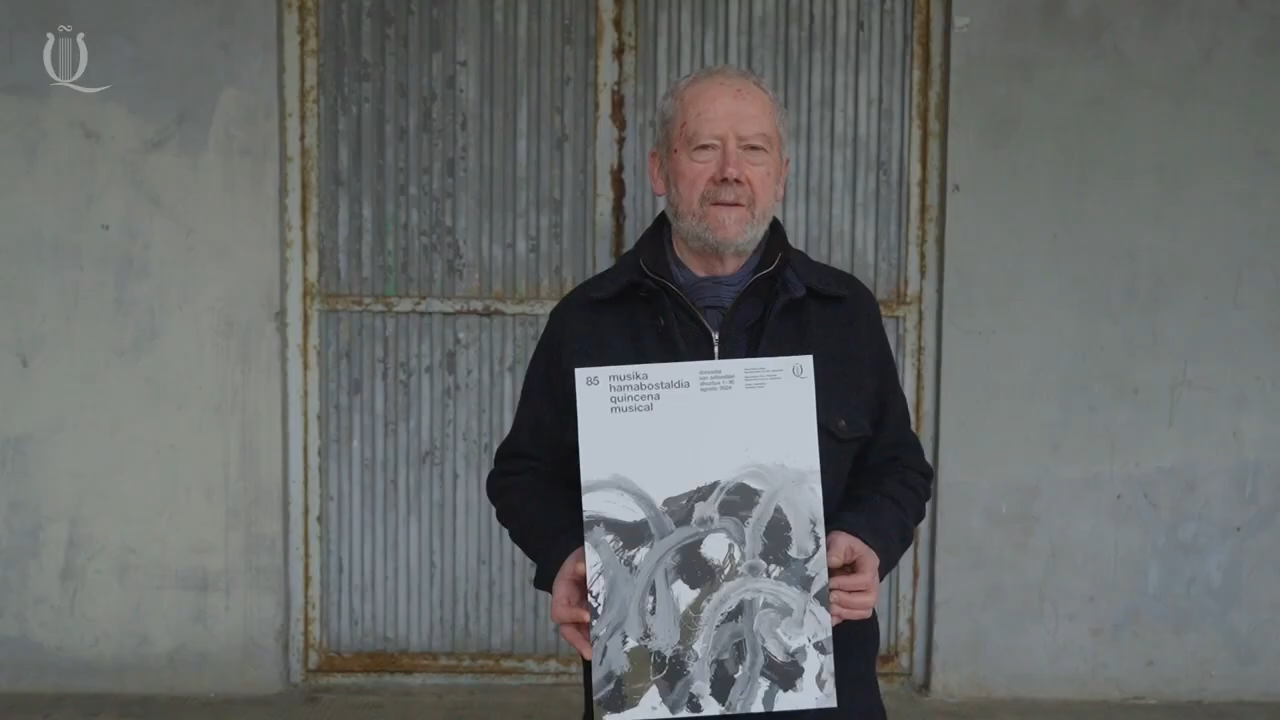 85
musika
hamabostaldia
quincena
musical
donostia
san sebastián
abuztua 1-30
agosto 2024